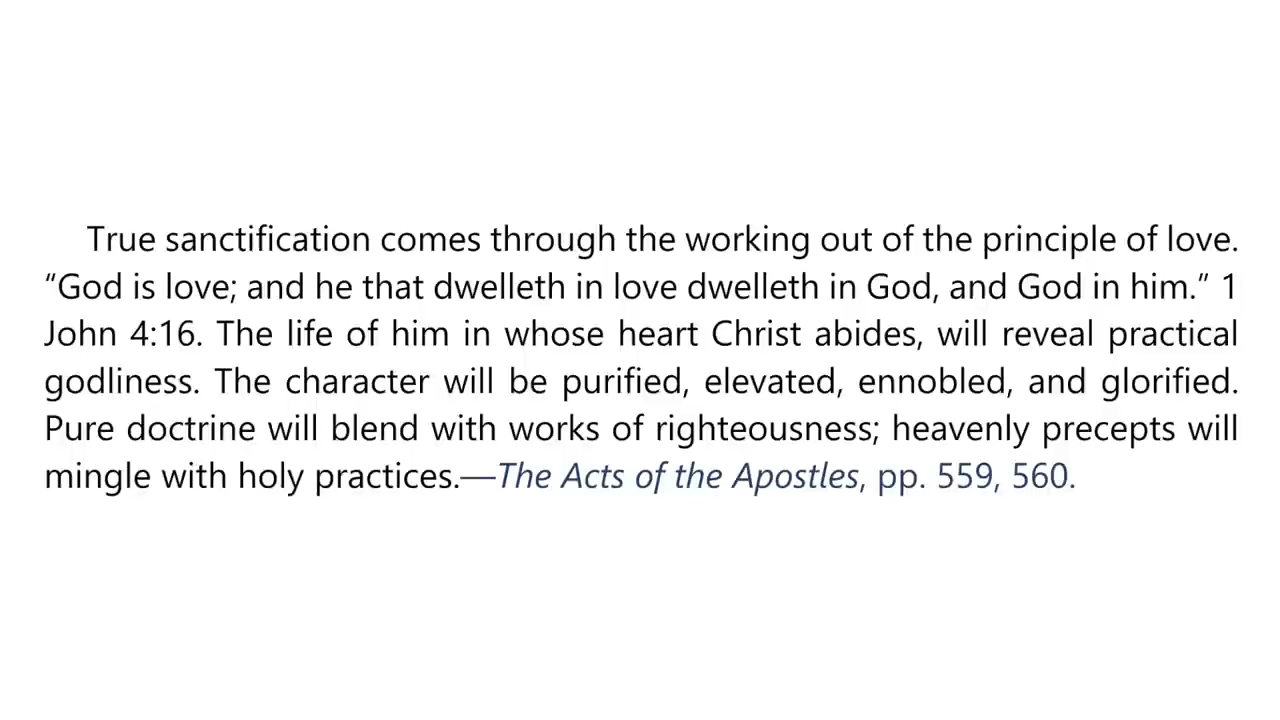 True sanctification comes through the working out of the principle of love.
“God is love; and he that dwelleth in love dwelleth in God, and God in him.” 1
John 4:16. The life of him in whose heart Christ abides, will reveal practical
godliness. The character will be purified, elevated, ennobled, and glorified.
Pure doctrine will blend with works of righteousness; heavenly precepts will
mingle with holy practices.—The Acts of the Apostles, pp. 559, 560.